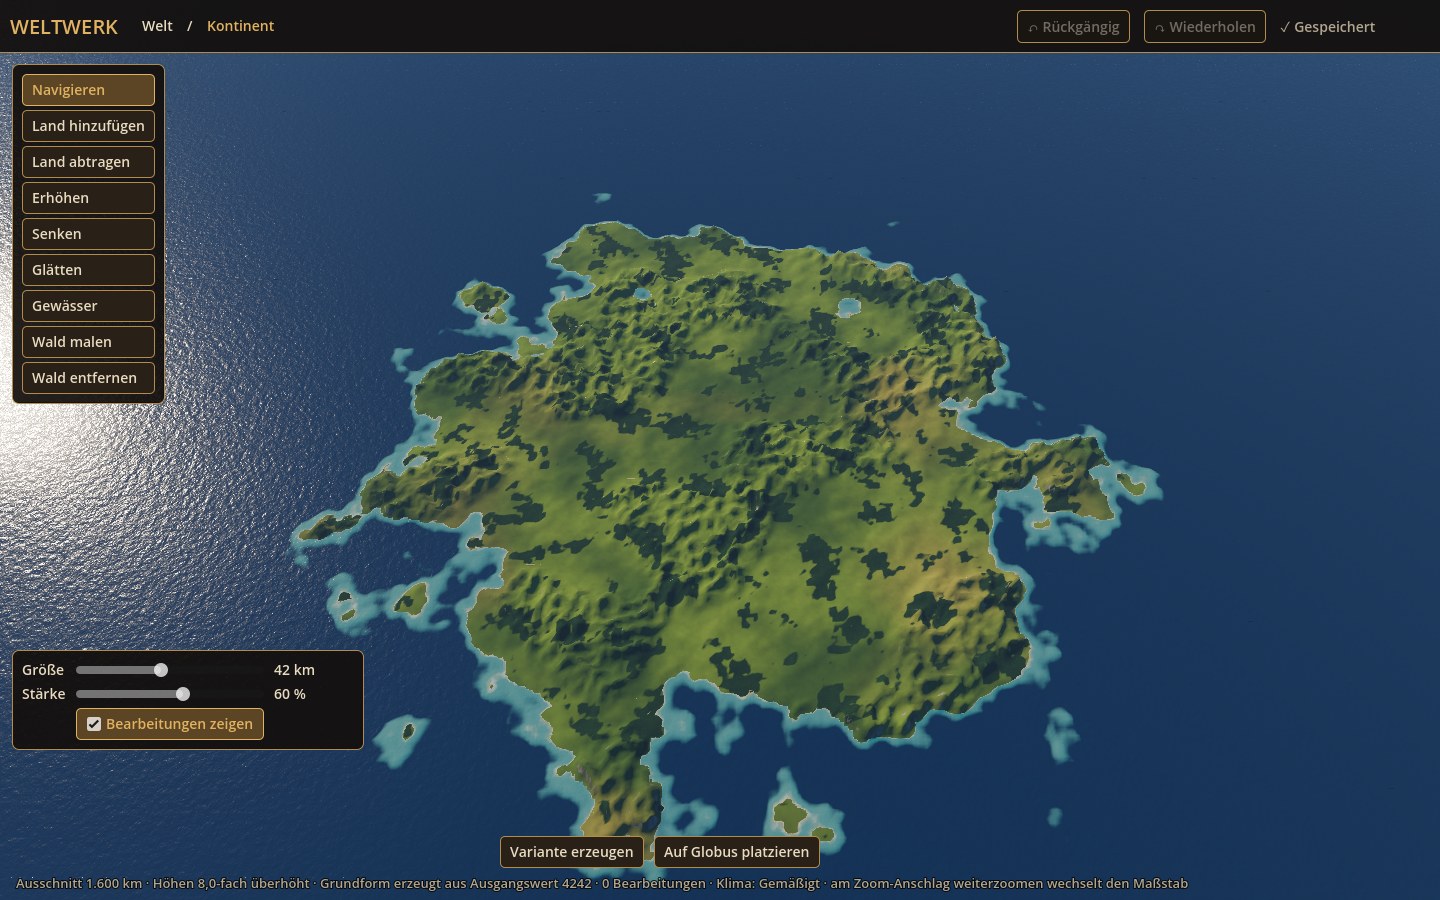 WELTWERK Welt / Kontinent Rückgängig Wiederholen ✓ Gespeichert
Navigieren
Land hinzufügen
Land abtragen
Erhöhen
Senken
Glätten
Gewässer
Wald malen
Wald entfernen
Größe 42 km
Stärke 60 %
Bearbeitungen zeigen
Variante erzeugen Auf Globus platzieren
Ausschnitt 1.600 km · Höhen 8,0-fach überhöht · Grundform erzeugt aus Ausgangswert 4242 · 0 Bearbeitungen · Klima: Gemäßigt · am Zoom-Anschlag weiterzoomen wechselt den Maßstab